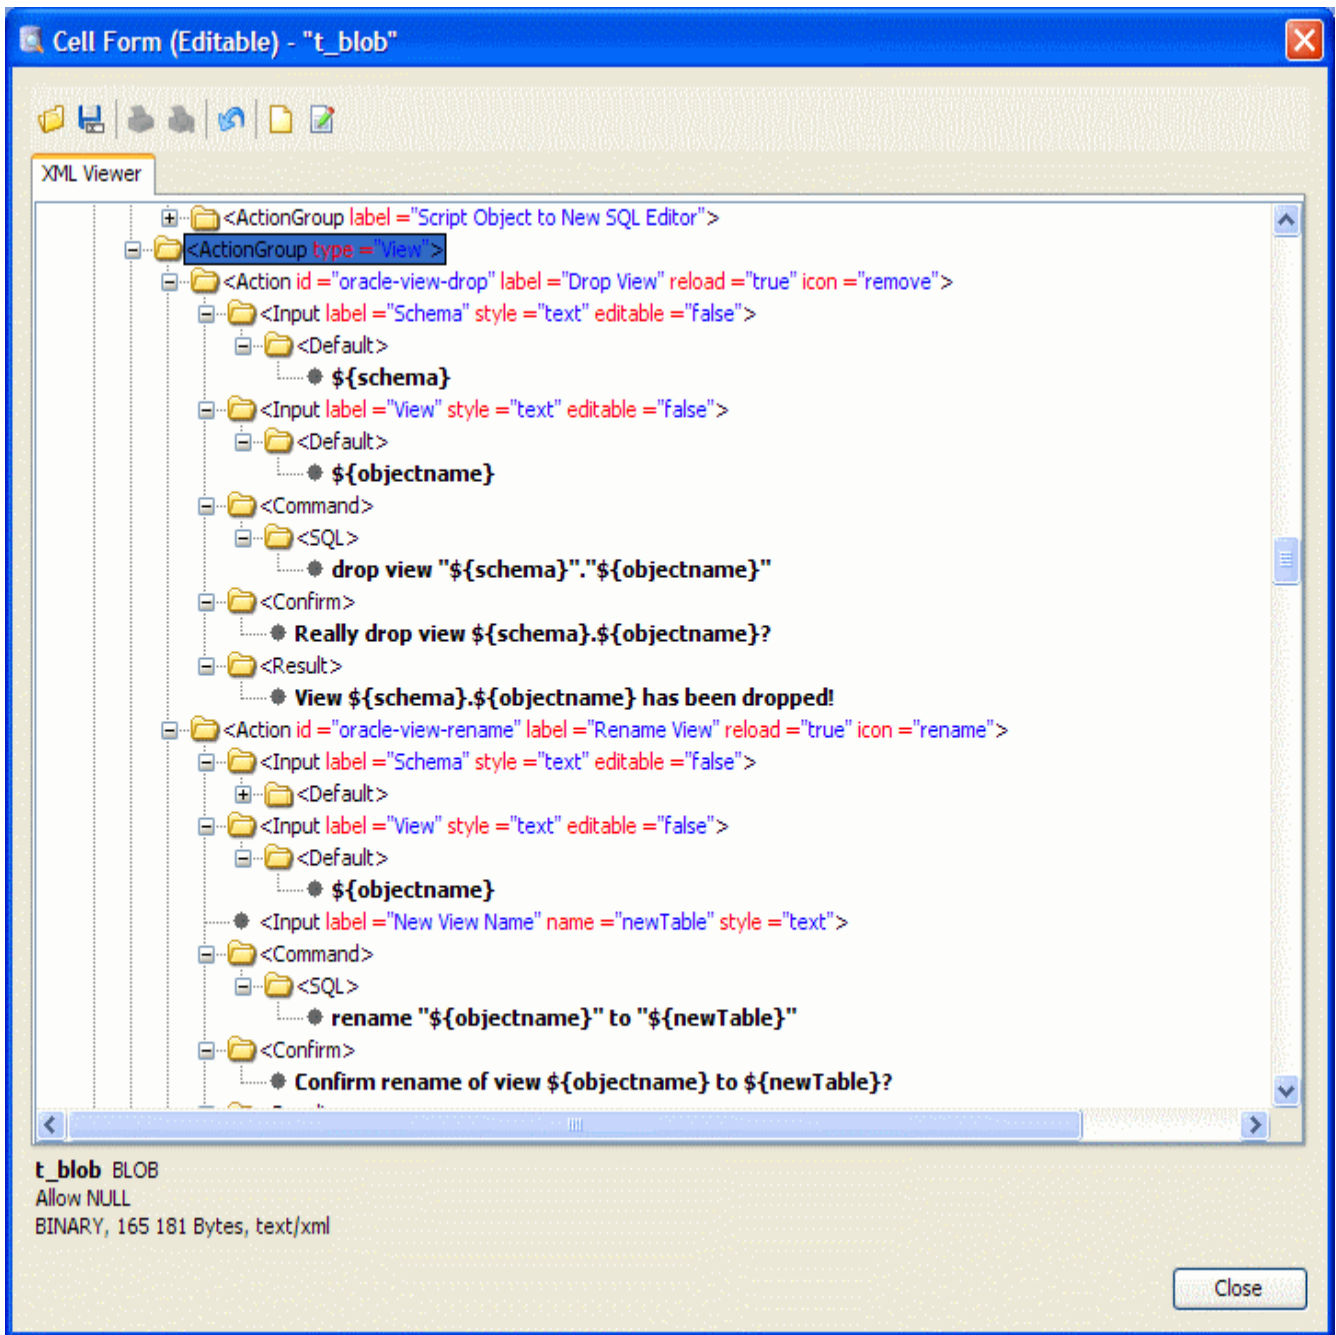 Cell Form (Editable) - "t_blob"
XML Viewer
<ActionGroup label ="Script Object to New SQL Editor">
<ActionGroup type ="View">
<Action id ="oracle-view-drop" label ="Drop View" reload ="true" icon ="remove">
<Input label ="Schema" style ="text" editable ="false">
<Default>
${schema}
<Input label ="View" style ="text" editable ="false">
<Default>
${objectname}
<Command>
<SQL>
drop view "${schema}"."${objectname}"
<Confirm>
Really drop view ${schema}.${objectname}?
<Result>
View ${schema}.${objectname} has been dropped!
<Action id ="oracle-view-rename" label ="Rename View" reload ="true" icon ="rename">
<Input label ="Schema" style ="text" editable ="false">
<Default>
<Input label ="View" style ="text" editable ="false">
<Default>
${objectname}
<Input label ="New View Name" name ="newTable" style ="text">
<Command>
<SQL>
rename "${objectname}" to "${newTable}"
<Confirm>
Confirm rename of view ${objectname} to ${newTable}?
t_blob BLOB
Allow NULL
BINARY, 165 181 Bytes, text/xml
Close